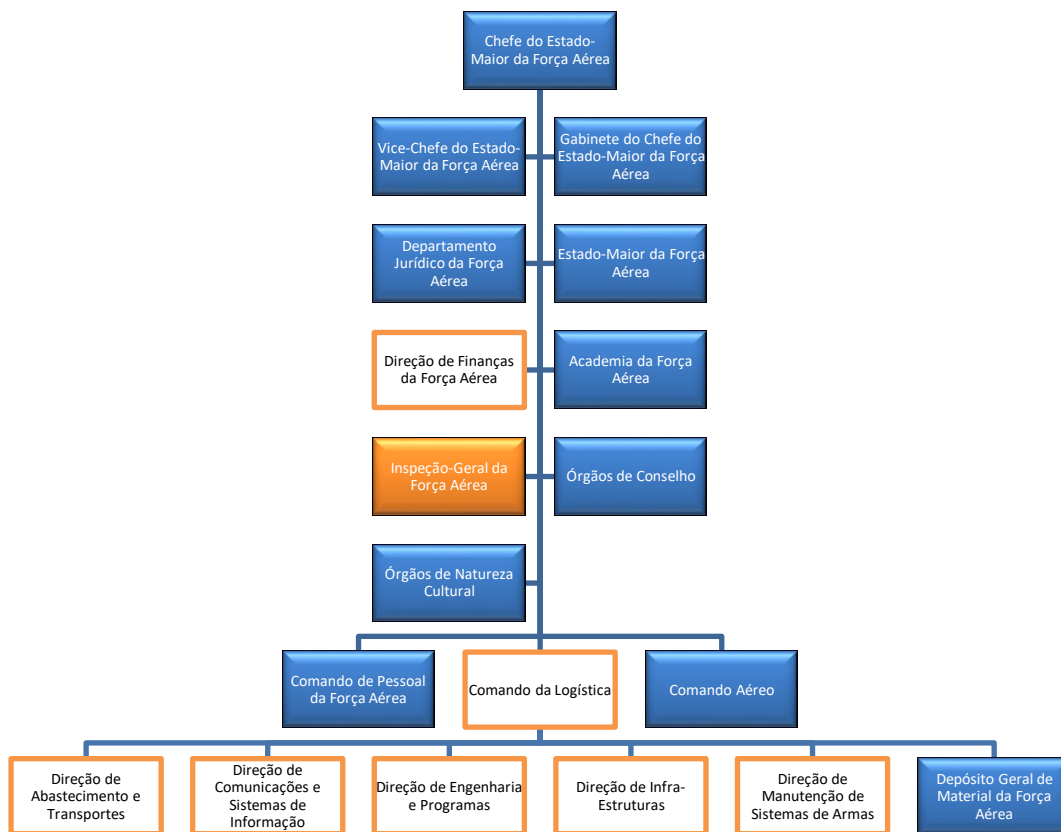 Chefe do Estado-
Maior da Força Aérea
Vice-Chefe do Estado-
Maior da Força Aérea
Gabinete do Chefe do
Estado-Maior da Força
Aérea
Departamento
Jurídico da Força
Aérea
Estado-Maior da Força
Aérea
Direção de Finanças
da Força Aérea
Academia da Força
Aérea
Inspeção-Geral da
Força Aérea
Órgãos de Conselho
Órgãos de Natureza
Cultural
Comando de Pessoal
da Força Aérea
Comando da Logística
Comando Aéreo
Direção de
Abastecimento e
Transportes
Direção de
Comunicações e
Sistemas de
Informação
Direção de Engenharia
e Programas
Direção de Infra-
Estruturas
Direção de
Manutenção de
Sistemas de Armas
Depósito Geral de
Material da Força
Aérea